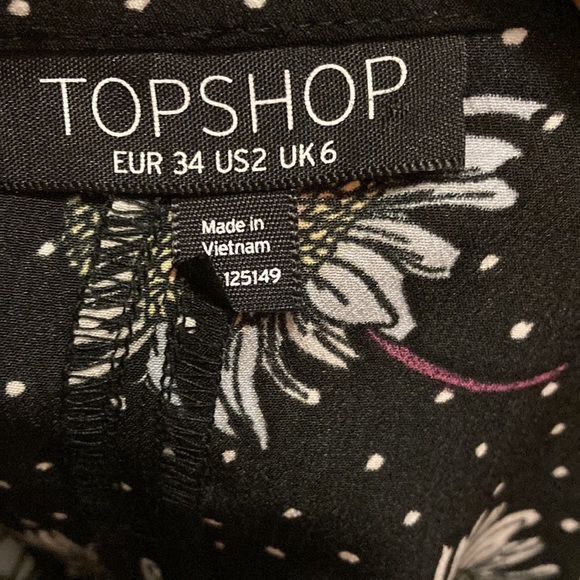 TOPSHOP
EUR 34 US2 UK6
Made in
Vietnam
125149